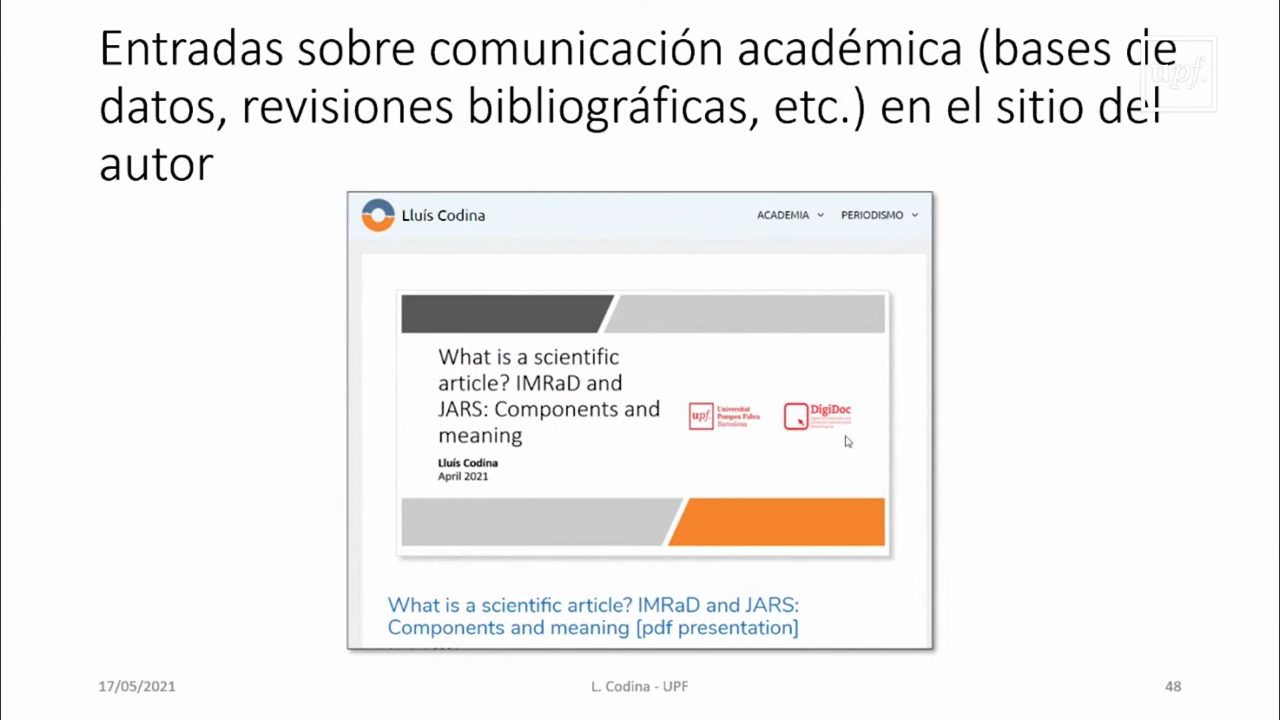 Entradas sobre comunicación académica (bases de
datos, revisiones bibliográficas, etc.) en el sitio del
autor
upf.
Lluís Codina
ACADEMIA
PERIODISMO
What is a scientific
article? IMRaD and
JARS: Components and
meaning
Lluís Codina
April 2021
upf.
Universitat
Pompeu Fabra
Barcelona
DigiDoc
What is a scientific article? IMRaD and JARS:
Components and meaning [pdf presentation]
17/05/2021
L. Codina - UPF
48